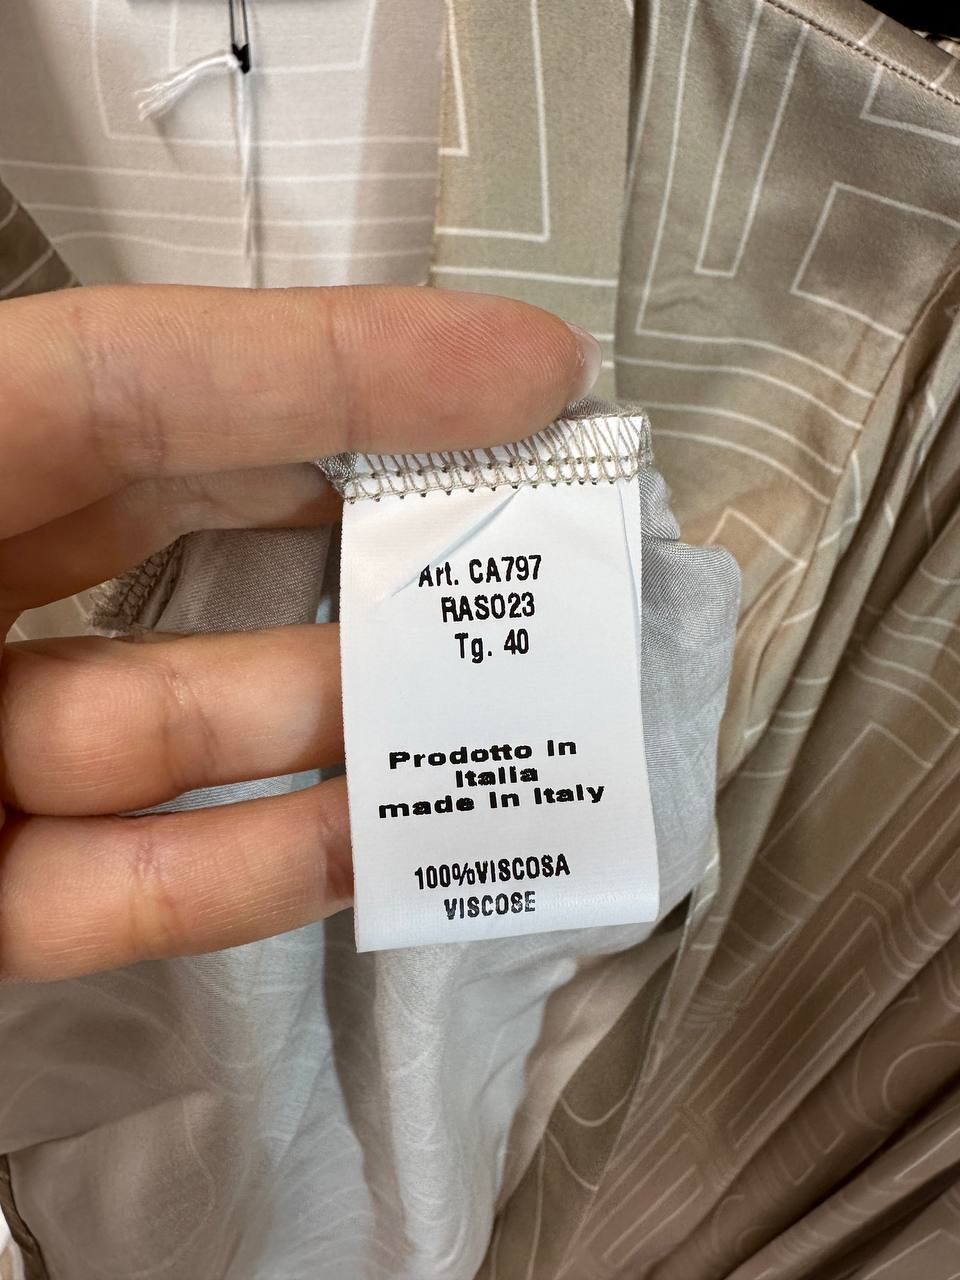 Art. CA797
RASO23
Tg. 40
Prodotto in
Italia
made in Italy
100%VISCOSA
VISCOSE